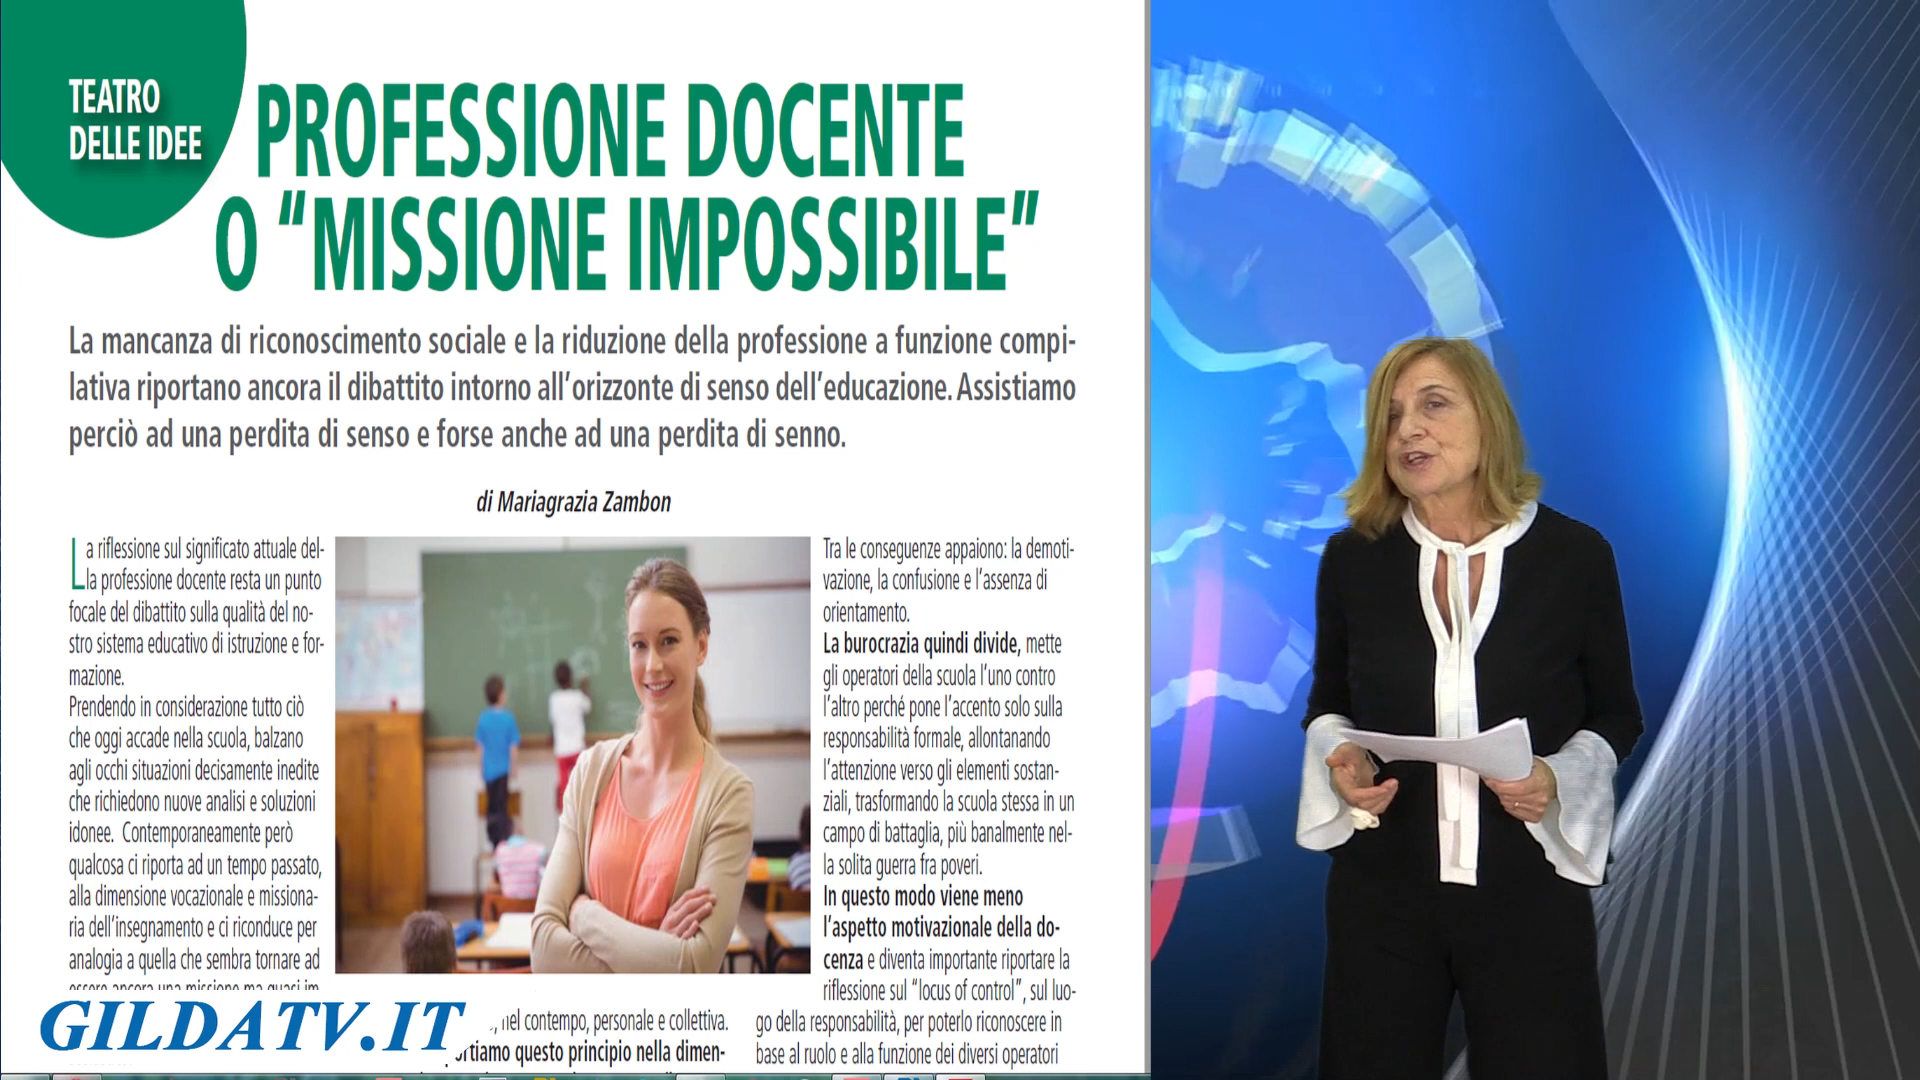 TEATRO
DELLE IDEE
PROFESSIONE DOCENTE
O “MISSIONE IMPOSSIBILE”
La mancanza di riconoscimento sociale e la riduzione della professione a funzione compi-
lativa riportano ancora il dibattito intorno all’orizzonte di senso dell’educazione. Assistiamo
perciò ad una perdita di senso e forse anche ad una perdita di senno.
di Mariagrazia Zambon
La riflessione sul significato attuale del-
la professione docente resta un punto
focale del dibattito sulla qualità del no-
stro sistema educativo di istruzione e for-
mazione.
Prendendo in considerazione tutto ciò
che oggi accade nella scuola, balzano
agli occhi situazioni decisamente inedite
che richiedono nuove analisi e soluzioni
idonee. Contemporaneamente però
qualcosa ci riporta ad un tempo passato,
alla dimensione vocazionale e missiona-
ria dell’insegnamento e ci riconduce per
analogia a quella che sembra tornare ad
essere ancora una missione ma quasi im-
nel contempo, personale e collettiva.
questo principio nella dimen-
Tra le conseguenze appaiono: la demoti-
vazione, la confusione e l’assenza di
orientamento.
La burocrazia quindi divide, mette
gli operatori della scuola l’uno contro
l’altro perché pone l’accento solo sulla
responsabilità formale, allontanando
l’attenzione verso gli elementi sostan-
ziali, trasformando la scuola stessa in un
campo di battaglia, più banalmente nel-
la solita guerra fra poveri.
In questo modo viene meno
l’aspetto motivazionale della do-
cenza e diventa importante riportare la
riflessione sul “locus of control”, sul luo-
go della responsabilità, per poterlo riconoscere in
base al ruolo e alla funzione dei diversi operatori
GILDATV.IT